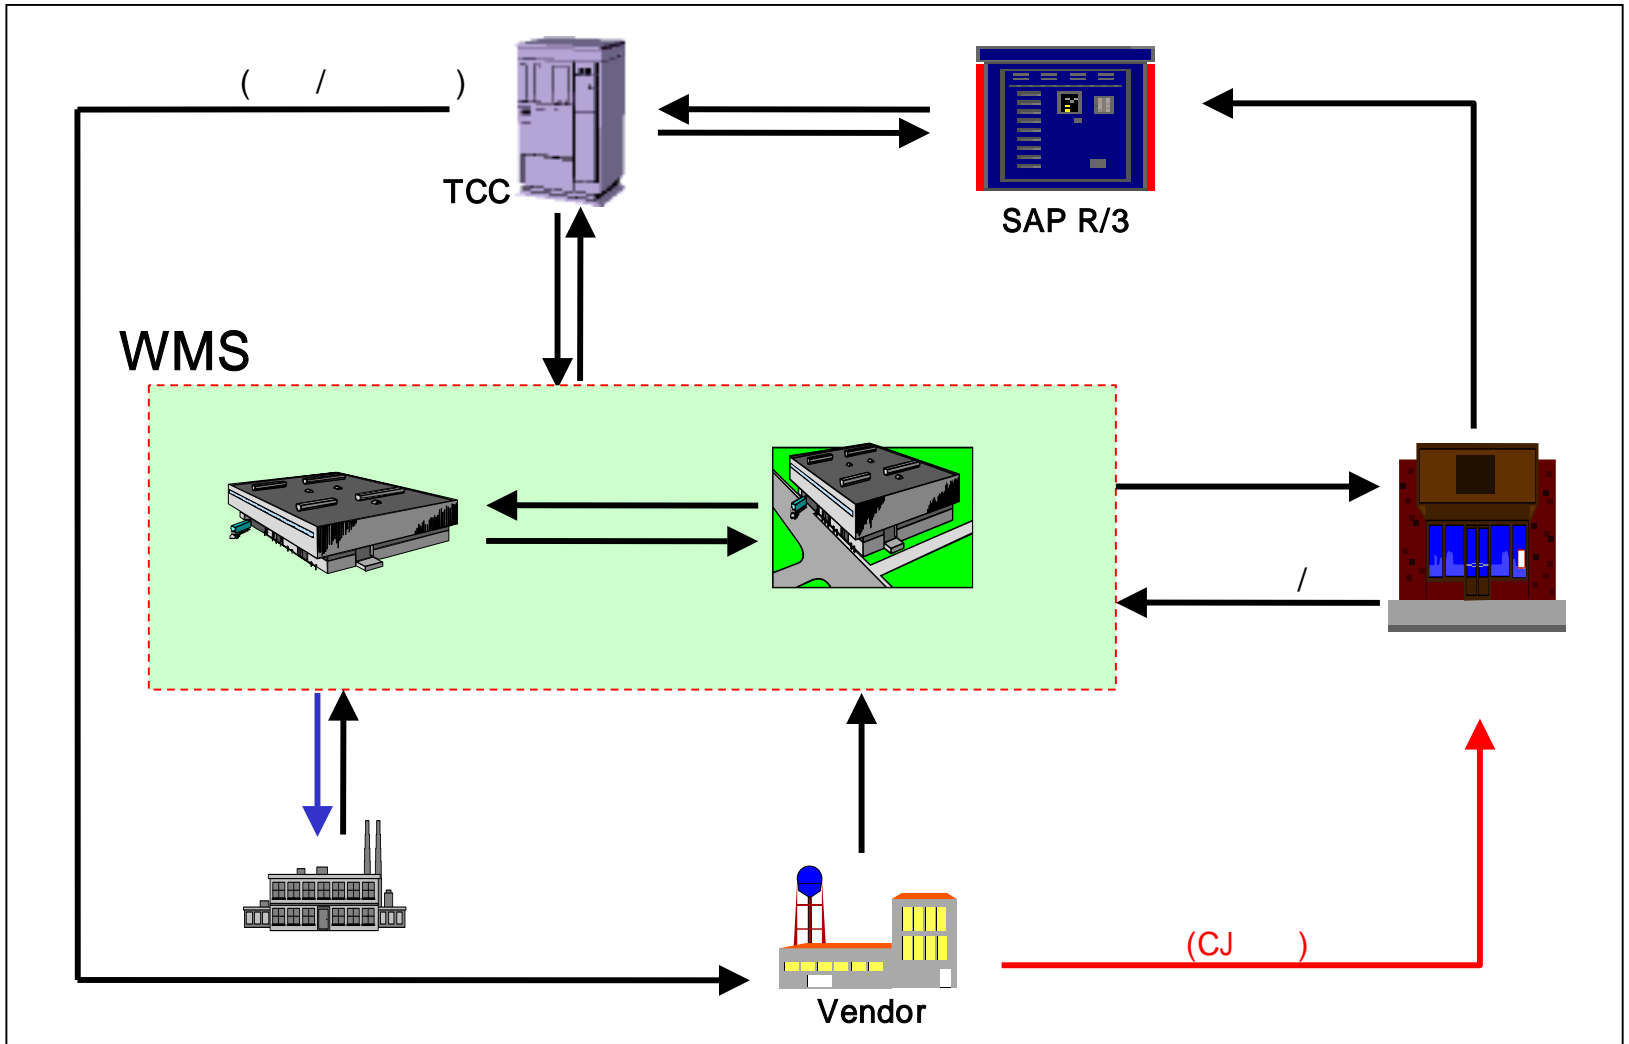 ( / )
TCC
SAP R/3
WMS
/
(CJ )
Vendor